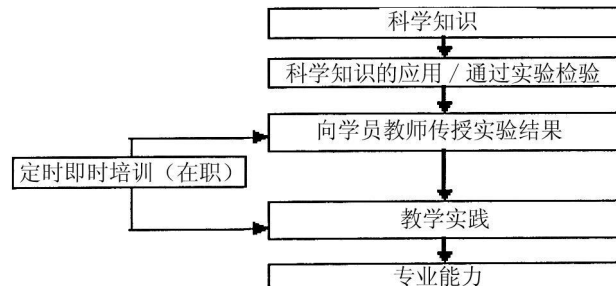 科学知识
科学知识的应用/通过实验检验
向学员教师传授实验结果
定时即时培训（在职）
教学实践
专业能力